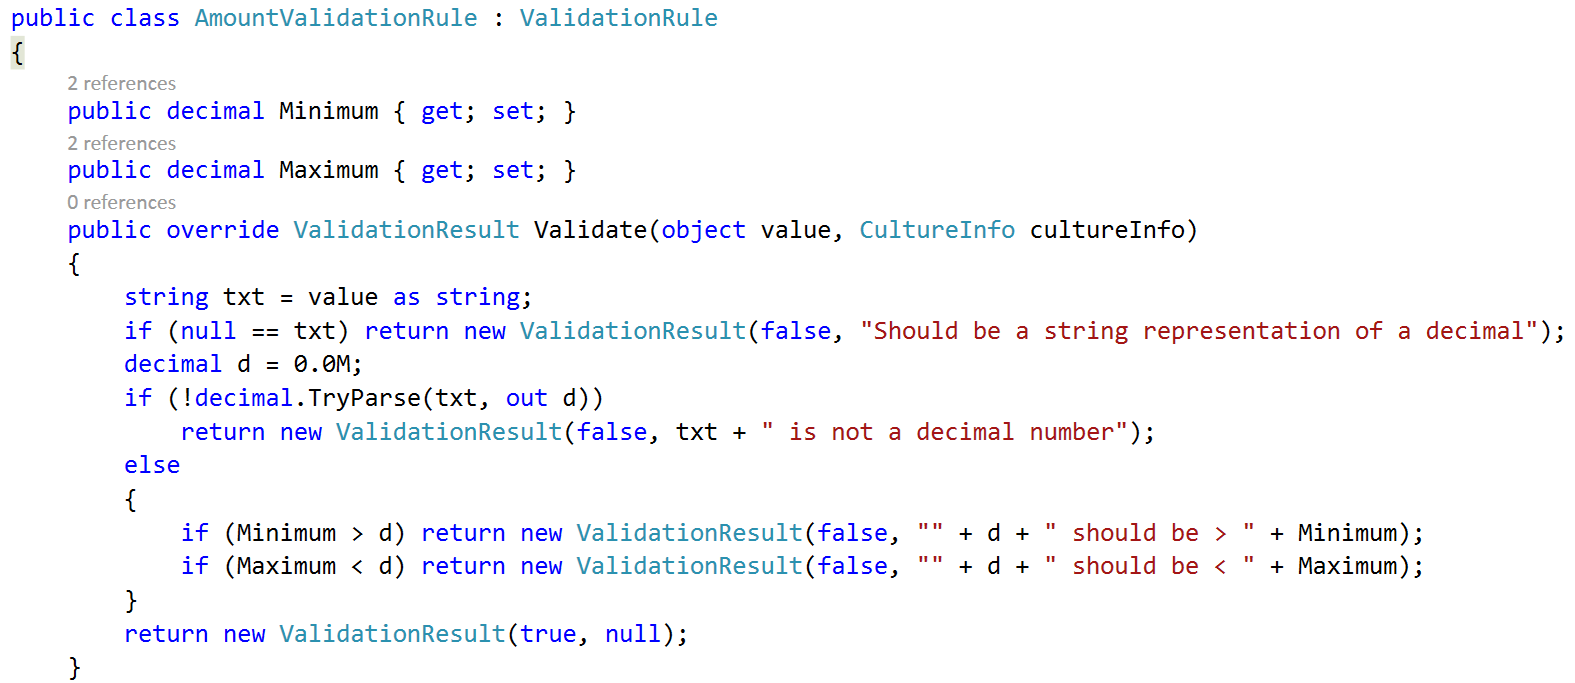 public class AmountValidationRule : ValidationRule
{
    2 references
    public decimal Minimum { get; set; }
    2 references
    public decimal Maximum { get; set; }
    0 references
    public override ValidationResult Validate(object value, CultureInfo cultureInfo)
    {
        string txt = value as string;
        if (null == txt) return new ValidationResult(false, "Should be a string representation of a decimal");
        decimal d = 0.0M;
        if (!decimal.TryParse(txt, out d))
            return new ValidationResult(false, txt + " is not a decimal number");
        else
        {
            if (Minimum > d) return new ValidationResult(false, "" + d + " should be > " + Minimum);
            if (Maximum < d) return new ValidationResult(false, "" + d + " should be < " + Maximum);
        }
        return new ValidationResult(true, null);
    }